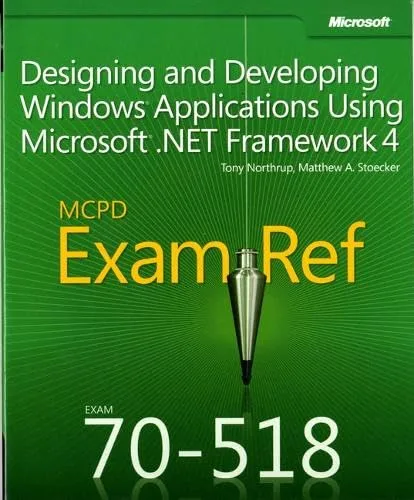 Microsoft
Designing and Developing
Windows® Applications Using
Microsoft® .NET Framework 4
Tony Northrup, Matthew A. Stoecker
MCPD
Exam Ref
EXAM
70-518